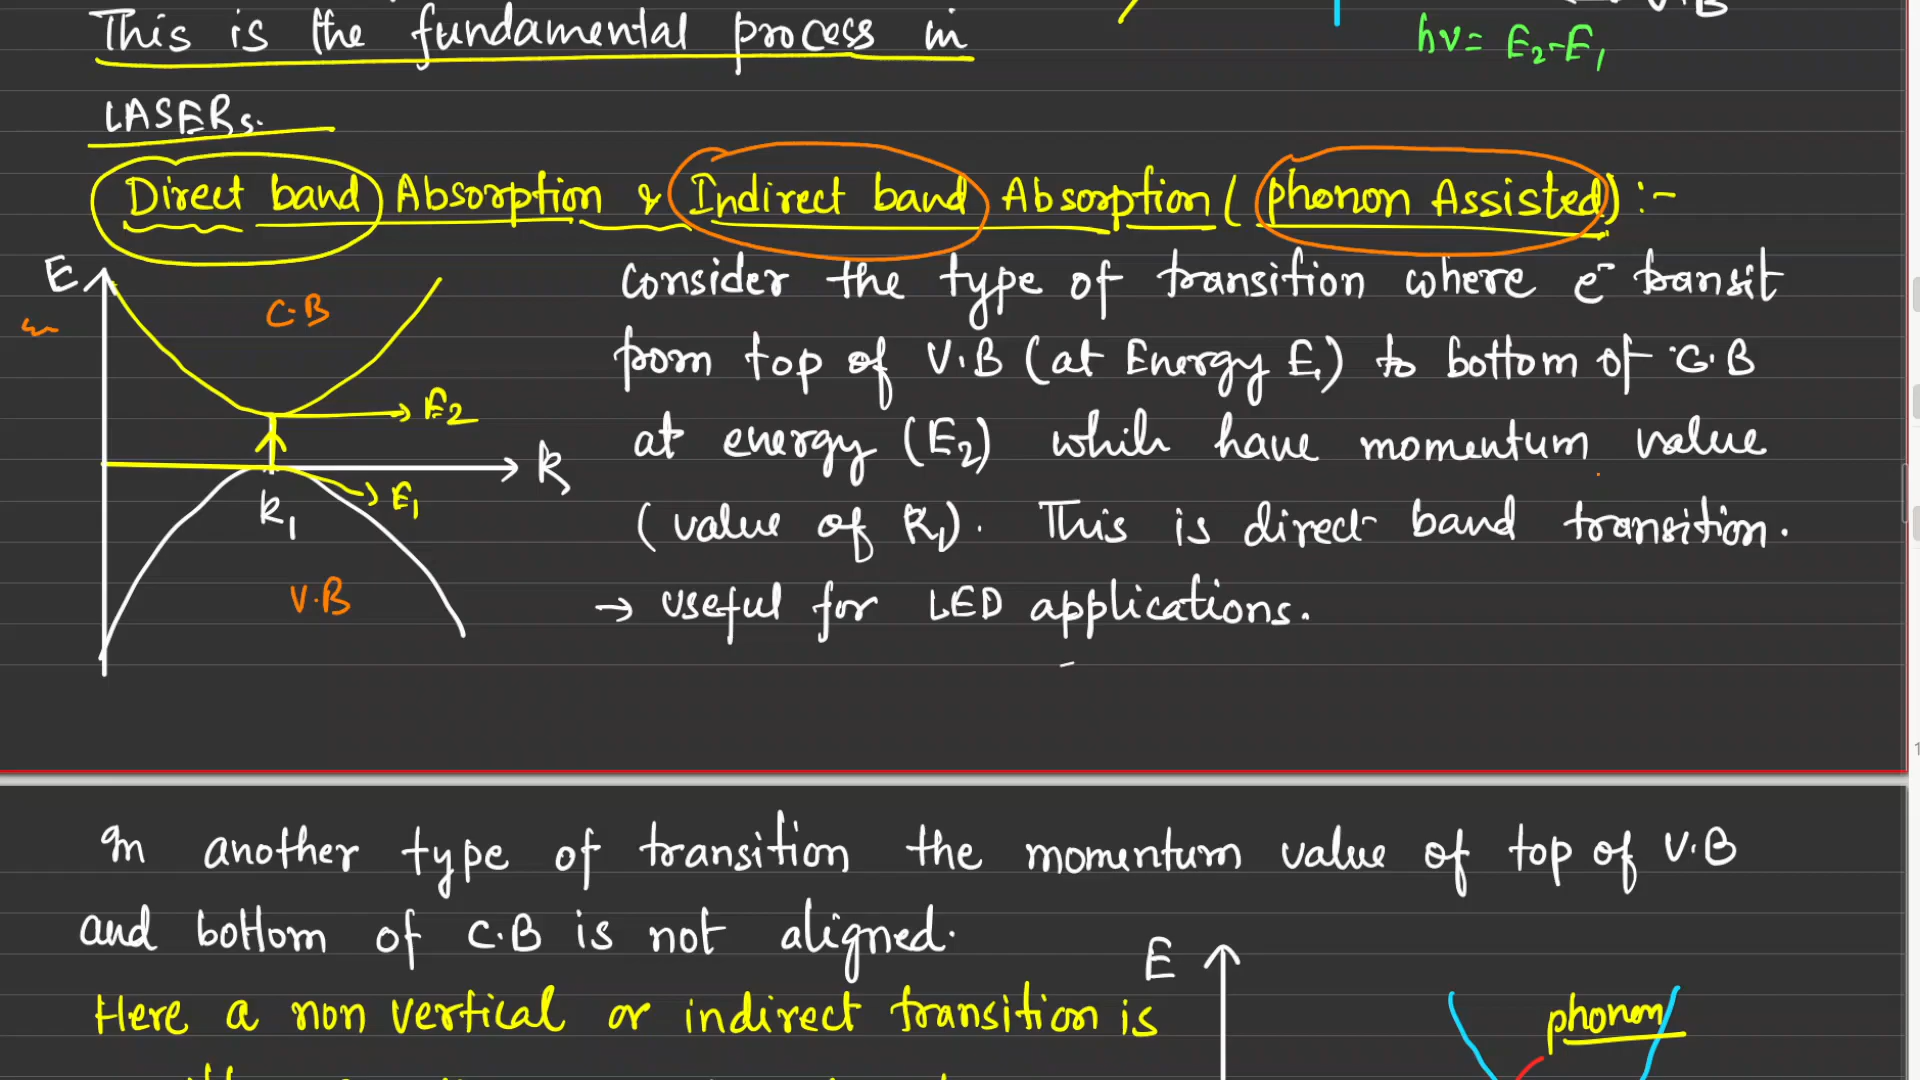 This is the fundamental process in
hν = E2-E1
LASERs.
Direct band Absorption & Indirect band Absorption (phonon Assisted) :-
E
C.B
E2
k
k1
E1
V.B
Consider the type of transition where e- transit
from top of V.B (at Energy E1) to bottom of C.B
at energy (E2) which have momentum value
(value of k1). This is direct band transition.
→ useful for LED applications.
In another type of transition the momentum value of top of V.B
and bottom of C.B is not aligned.
E
Here a non vertical or indirect transition is
phonon